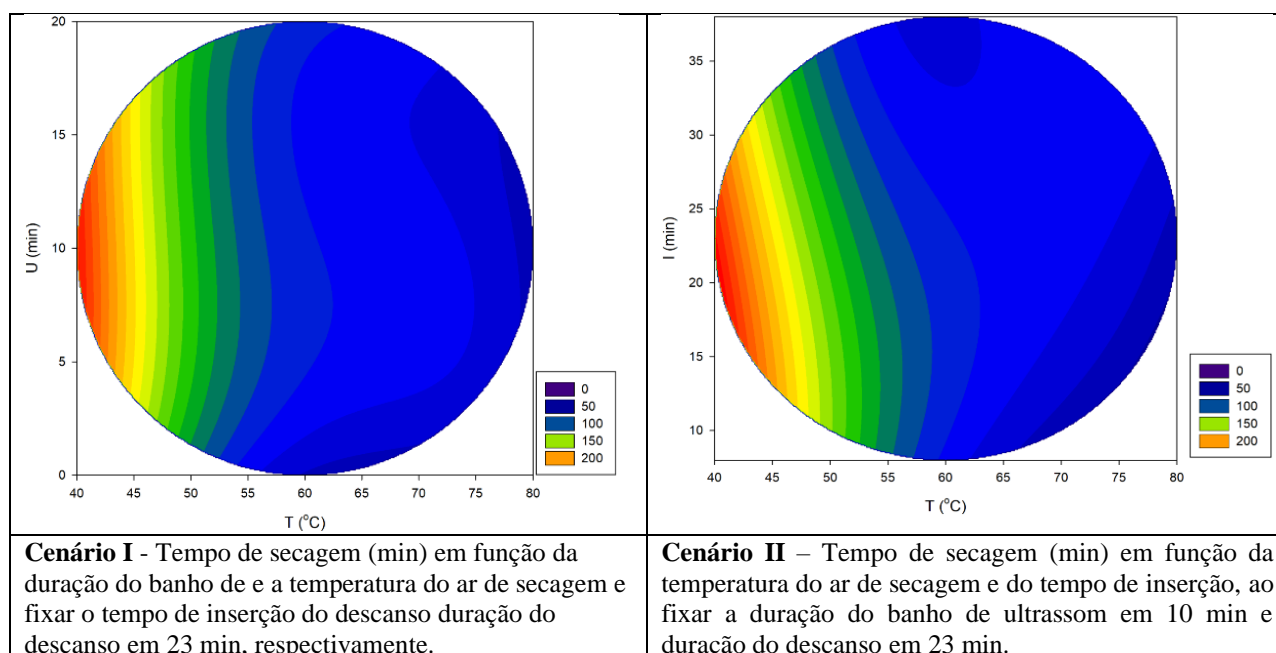 20
15
10
5
0
U (min)
40 45 50 55 60 65 70 75 80
T (°C)
0
50
100
150
200
35
30
25
20
15
10
I (min)
40 45 50 55 60 65 70 75 80
T (°C)
0
50
100
150
200
Cenário I - Tempo de secagem (min) em função da
duração do banho de e a temperatura do ar de secagem e
fixar o tempo de inserção do descanso duração do
descanso em 23 min, respectivamente.
Cenário II – Tempo de secagem (min) em função da
temperatura do ar de secagem e do tempo de inserção, ao
fixar a duração do banho de ultrassom em 10 min e
duração do descanso em 23 min.